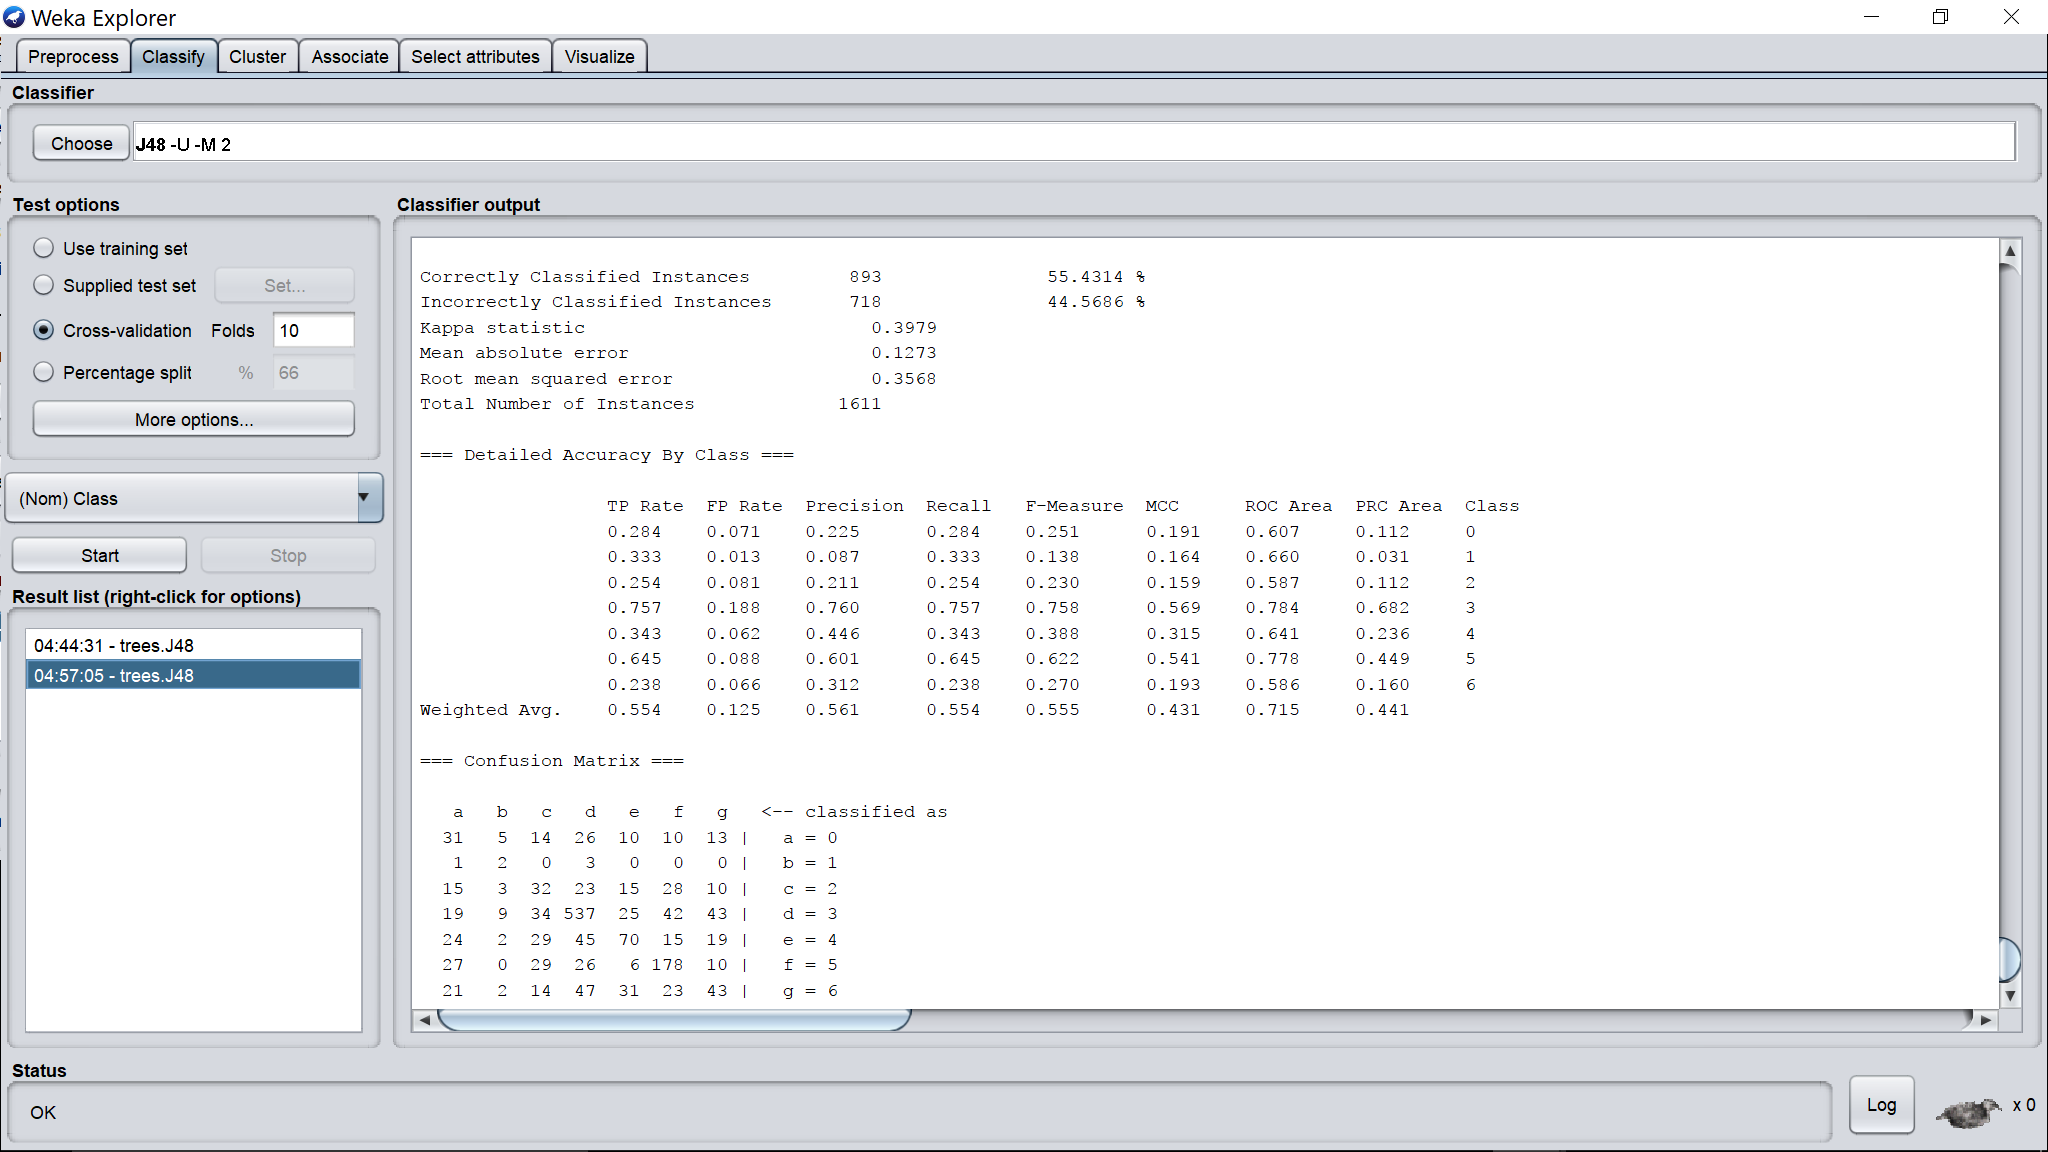 Weka Explorer
Preprocess Classify Cluster Associate Select attributes Visualize
Classifier
Choose J48 -U -M 2
Test options
Use training set
Supplied test set Set...
Cross-validation Folds 10
Percentage split % 66
More options...
(Nom) Class
Start Stop
Result list (right-click for options)
04:44:31 - trees.J48
04:57:05 - trees.J48
Classifier output
Correctly Classified Instances 893 55.4314 %
Incorrectly Classified Instances 718 44.5686 %
Kappa statistic 0.3979
Mean absolute error 0.1273
Root mean squared error 0.3568
Total Number of Instances 1611
=== Detailed Accuracy By Class ===
TP Rate FP Rate Precision Recall F-Measure MCC ROC Area PRC Area Class
0.284 0.071 0.225 0.284 0.251 0.191 0.607 0.112 0
0.333 0.013 0.087 0.333 0.138 0.164 0.660 0.031 1
0.254 0.081 0.211 0.254 0.230 0.159 0.587 0.112 2
0.757 0.188 0.760 0.757 0.758 0.569 0.784 0.682 3
0.343 0.062 0.446 0.343 0.388 0.315 0.641 0.236 4
0.645 0.088 0.601 0.645 0.622 0.541 0.778 0.449 5
0.238 0.066 0.312 0.238 0.270 0.193 0.586 0.160 6
Weighted Avg. 0.554 0.125 0.561 0.554 0.555 0.431 0.715 0.441
=== Confusion Matrix ===
a b c d e f g <-- classified as
31 5 14 26 10 10 13 | a = 0
1 2 0 3 0 0 0 | b = 1
15 3 32 23 15 28 10 | c = 2
19 9 34 537 25 42 43 | d = 3
24 2 29 45 70 15 19 | e = 4
27 0 29 26 6 178 10 | f = 5
21 2 14 47 31 23 43 | g = 6
Status
OK
Log x 0